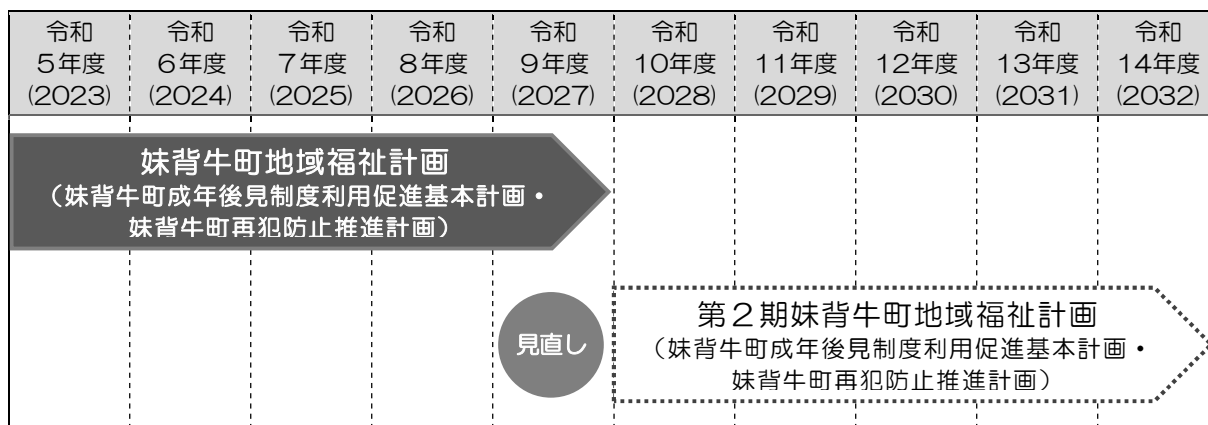 令和 令和 令和 令和 令和 令和 令和 令和 令和 令和
5年度 6年度 7年度 8年度 9年度 10年度 11年度 12年度 13年度 14年度
(2023) (2024) (2025) (2026) (2027) (2028) (2029) (2030) (2031) (2032)
妹背牛町地域福祉計画
（妹背牛町成年後見制度利用促進基本計画・
妹背牛町再犯防止推進計画）
見直し
第２期妹背牛町地域福祉計画
（妹背牛町成年後見制度利用促進基本計画・
妹背牛町再犯防止推進計画）